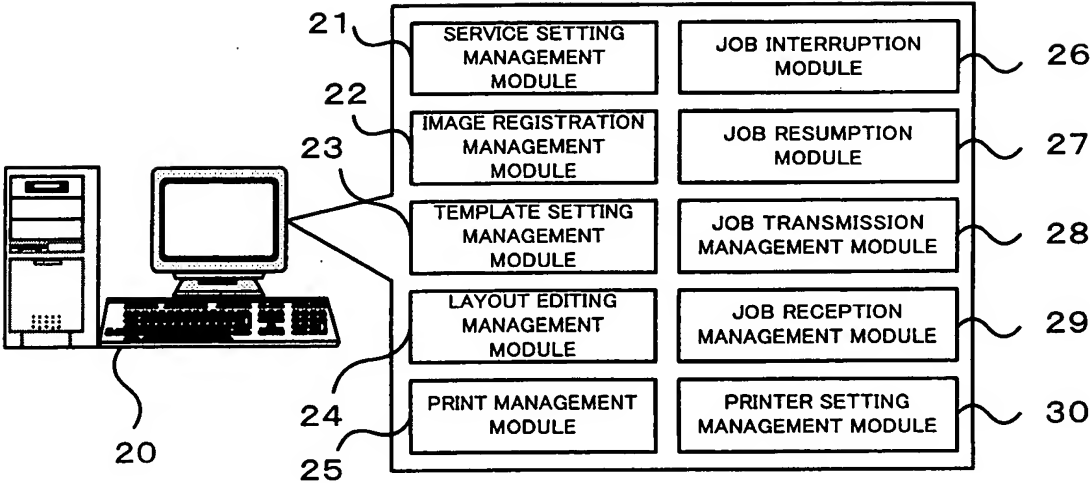 21
SERVICE SETTING
MANAGEMENT
MODULE
22
IMAGE REGISTRATION
MANAGEMENT
MODULE
23
TEMPLATE SETTING
MANAGEMENT
MODULE
LAYOUT EDITING
MANAGEMENT
MODULE
24
PRINT MANAGEMENT
MODULE
25
20
JOB INTERRUPTION
MODULE
26
JOB RESUMPTION
MODULE
27
JOB TRANSMISSION
MANAGEMENT MODULE
28
JOB RECEPTION
MANAGEMENT MODULE
29
PRINTER SETTING
MANAGEMENT MODULE
30